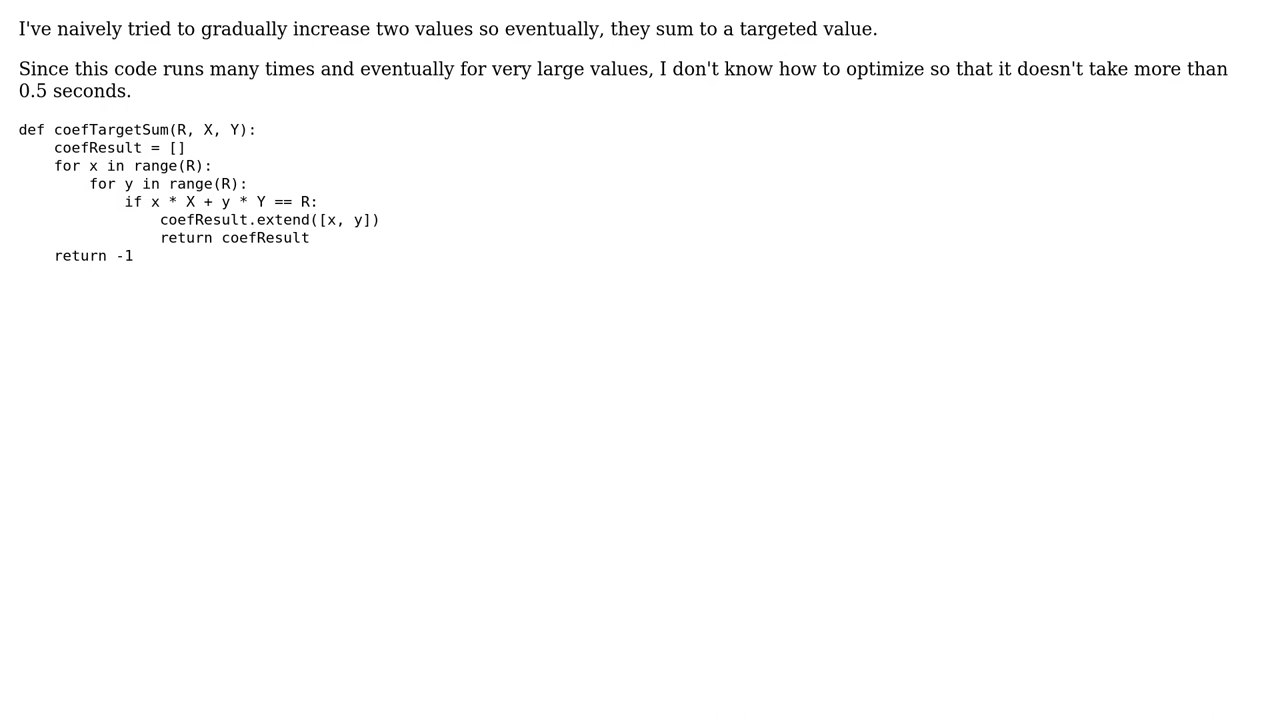 I've naively tried to gradually increase two values so eventually, they sum to a targeted value.
Since this code runs many times and eventually for very large values, I don't know how to optimize so that it doesn't take more than
0.5 seconds.
def coefTargetSum(R, X, Y):
    coefResult = []
    for x in range(R):
        for y in range(R):
            if x * X + y * Y == R:
                coefResult.extend([x, y])
                return coefResult
    return -1